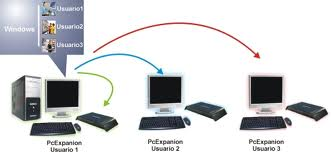 Windows
Usuario1
Usuario2
Usuario3
PcExpanion
Usuario 1
PcExpanion
Usuario 2
PcExpanion
Usuario 3